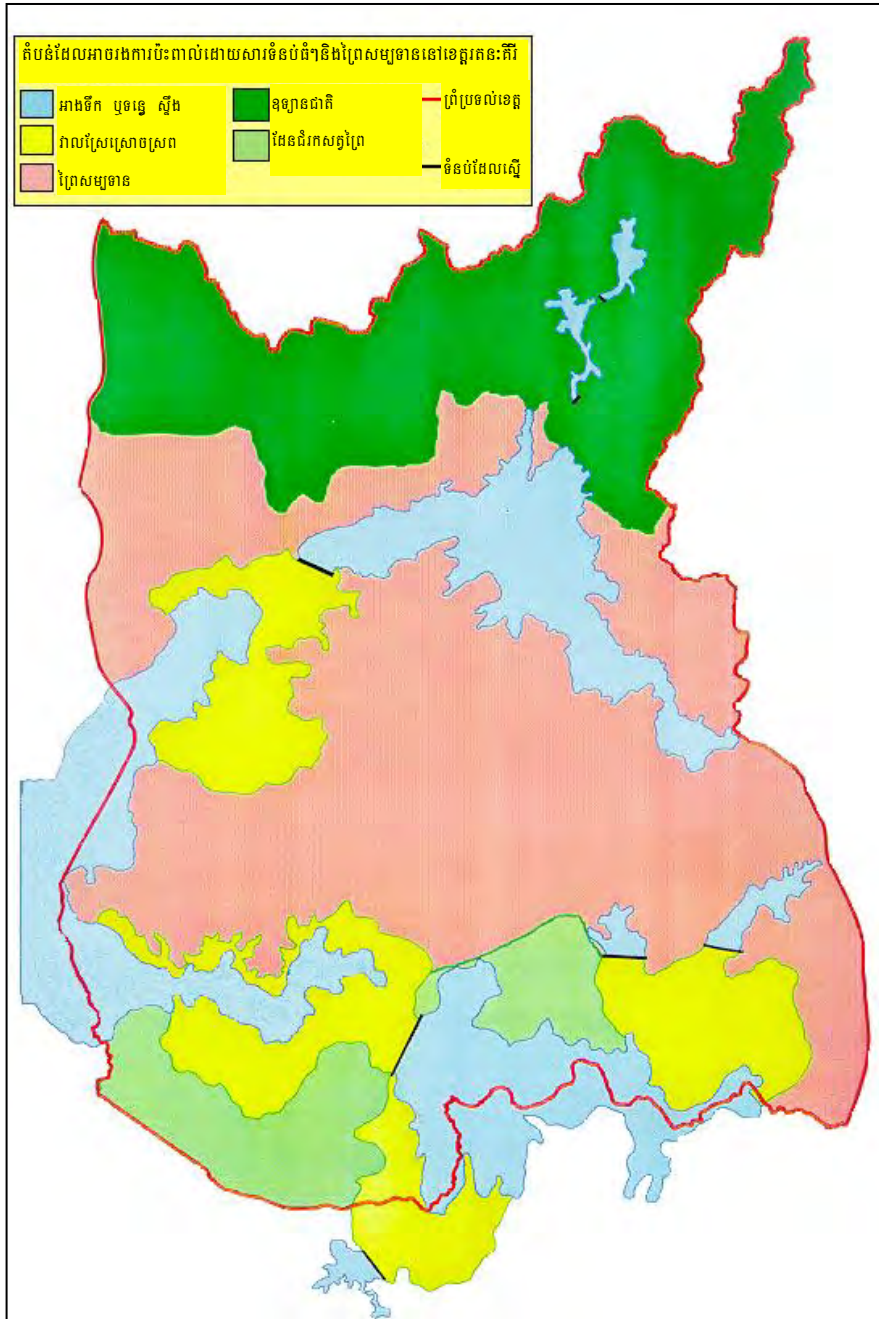 តំបន់ដែលអាចរងការប៉ះពាល់ដោយសារទំនប់ធំៗនិងព្រៃសម្បទាននៅខេត្តរតនៈគិរី
អាងទឹក ឬទន្លេ ស្ទឹង
វាលស្រែស្រោចស្រព
ព្រៃសម្បទាន
ឧទ្យានជាតិ
ដែនជំរកសត្វព្រៃ
ព្រំប្រទល់ខេត្ត
ទំនប់ដែលស្នើ